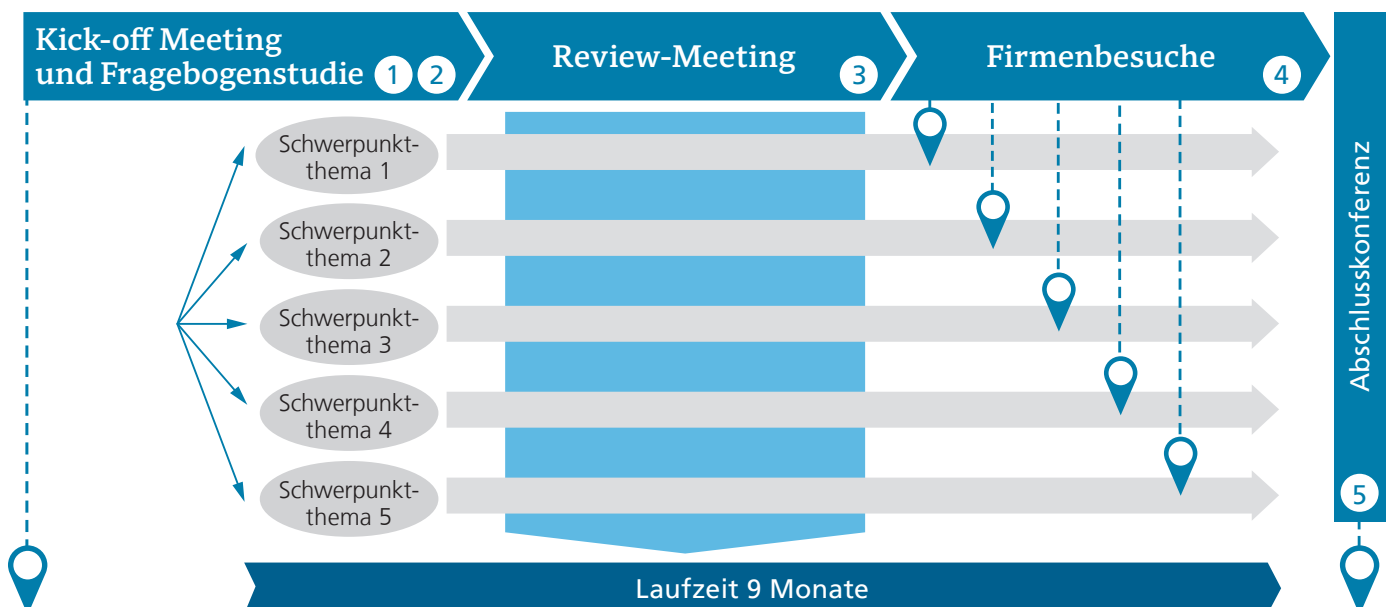 Kick-off Meeting
und Fragebogenstudie 1 2
Review-Meeting 3
Firmenbesuche 4
Schwerpunkt-
thema 1
Schwerpunkt-
thema 2
Schwerpunkt-
thema 3
Schwerpunkt-
thema 4
Schwerpunkt-
thema 5
Abschlusskonferenz 5
Laufzeit 9 Monate